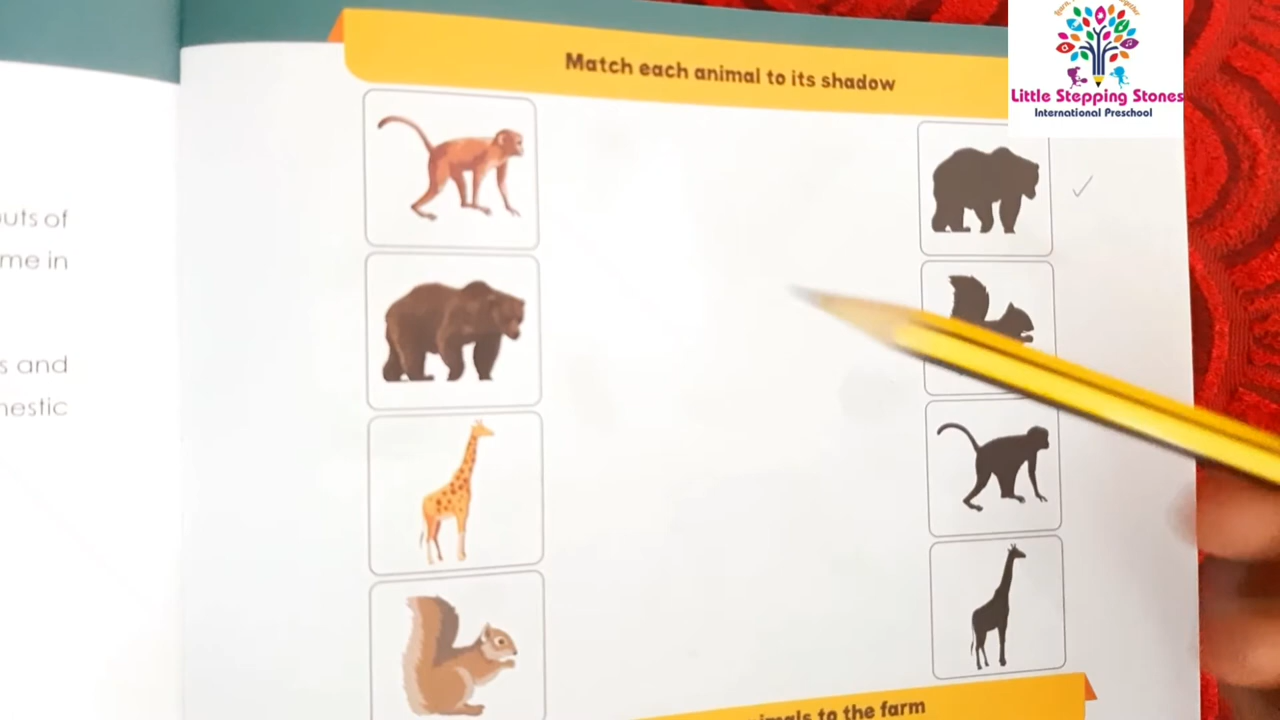 Match each animal to its shadow
Little Stepping Stones
International Preschool
uts of
me in
s and
nestic
to the farm